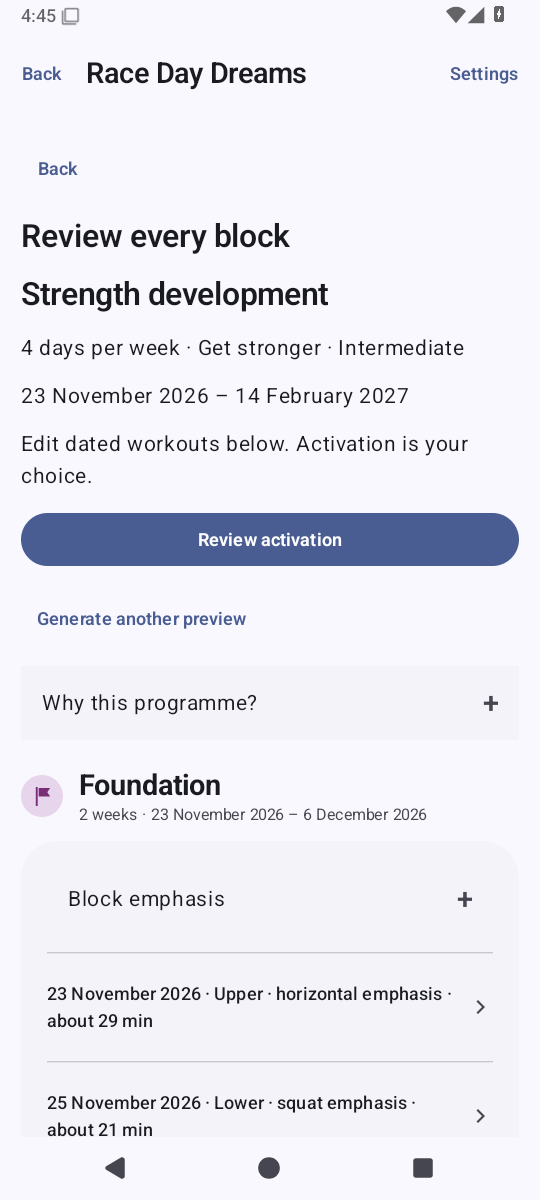 4:45
Back Race Day Dreams Settings
Back
Review every block
Strength development
4 days per week · Get stronger · Intermediate
23 November 2026 – 14 February 2027
Edit dated workouts below. Activation is your
choice.
Review activation
Generate another preview
Why this programme? +
Foundation
2 weeks · 23 November 2026 – 6 December 2026
Block emphasis +
23 November 2026 · Upper · horizontal emphasis ·
about 29 min
25 November 2026 · Lower · squat emphasis ·
about 21 min